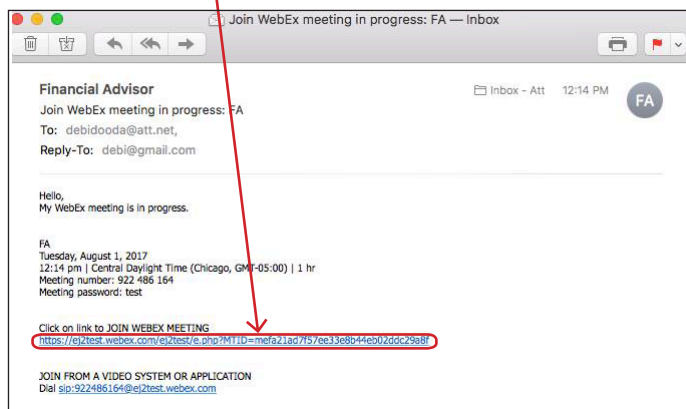 Join WebEx meeting in progress: FA — Inbox
Financial Advisor
Inbox - Att 12:14 PM
FA
Join WebEx meeting in progress: FA
To: debidooda@att.net,
Reply-To: debi@gmail.com
Hello,
My WebEx meeting is in progress.
FA
Tuesday, August 1, 2017
12:14 pm | Central Daylight Time (Chicago, GMT-05:00) | 1 hr
Meeting number: 922 486 164
Meeting password: test
Click on link to JOIN WEBEX MEETING
https://ej2test.webex.com/ej2test/e.php?MTID=mefa21ad7f57ee33e8b44eb02ddc29a8f
JOIN FROM A VIDEO SYSTEM OR APPLICATION
Dial sip:922486164@ej2test.webex.com